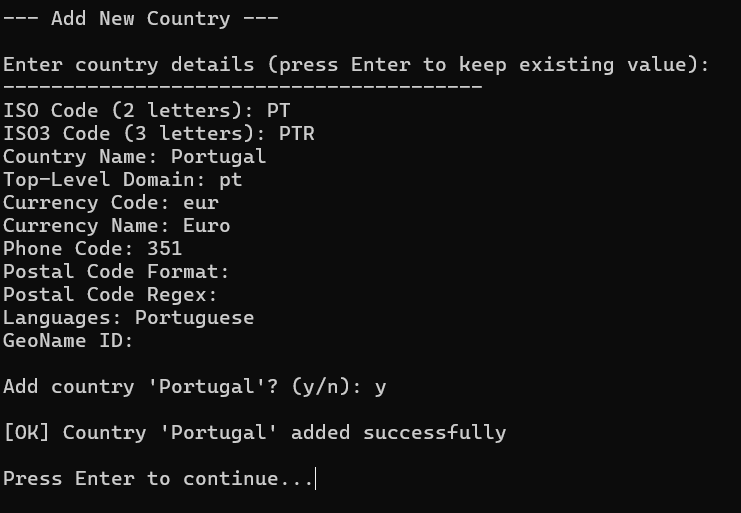 --- Add New Country ---
Enter country details (press Enter to keep existing value):
----------------------------------------
ISO Code (2 letters): PT
ISO3 Code (3 letters): PTR
Country Name: Portugal
Top-Level Domain: pt
Currency Code: eur
Currency Name: Euro
Phone Code: 351
Postal Code Format:
Postal Code Regex:
Languages: Portuguese
GeoName ID:
Add country 'Portugal'? (y/n): y
[OK] Country 'Portugal' added successfully
Press Enter to continue...